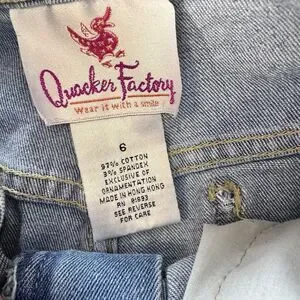 Quacker Factory
Wear it with a smile
6
97% COTTON
3% SPANDEX
EXCLUSIVE OF
ORNAMENTATION
MADE IN HONG KONG
RN 91993
SEE REVERSE
FOR CARE